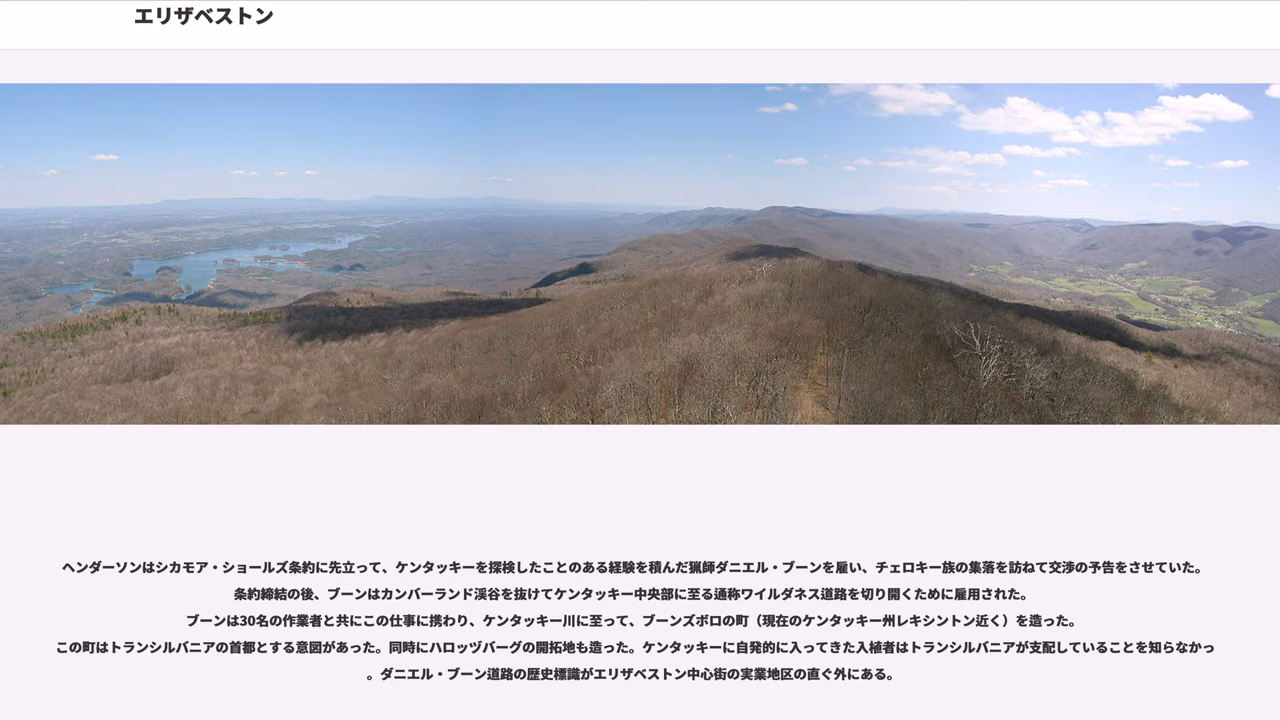 エリザベストン
ヘンダーソンはシカモア・ショールズ条約に先立って、ケンタッキーを探検したことのある経験を積んだ猟師ダニエル・ブーンを雇い、チェロキー族の集落を訪ねて交渉の予告をさせていた。
条約締結の後、ブーンはカンバーランド渓谷を抜けてケンタッキー中央部に至る通称ワイルダネス道路を切り開くために雇用された。
ブーンは30名の作業者と共にこの仕事に携わり、ケンタッキー川に至って、ブーンズボロの町（現在のケンタッキー州レキシントン近く）を造った。
この町はトランシルバニアの首都とする意図があった。同時にハロッヅバーグの開拓地も造った。ケンタッキーに自発的に入ってきた入植者はトランシルバニアが支配していることを知らなかっ
。ダニエル・ブーン道路の歴史標識がエリザベストン中心街の実業地区の直ぐ外にある。